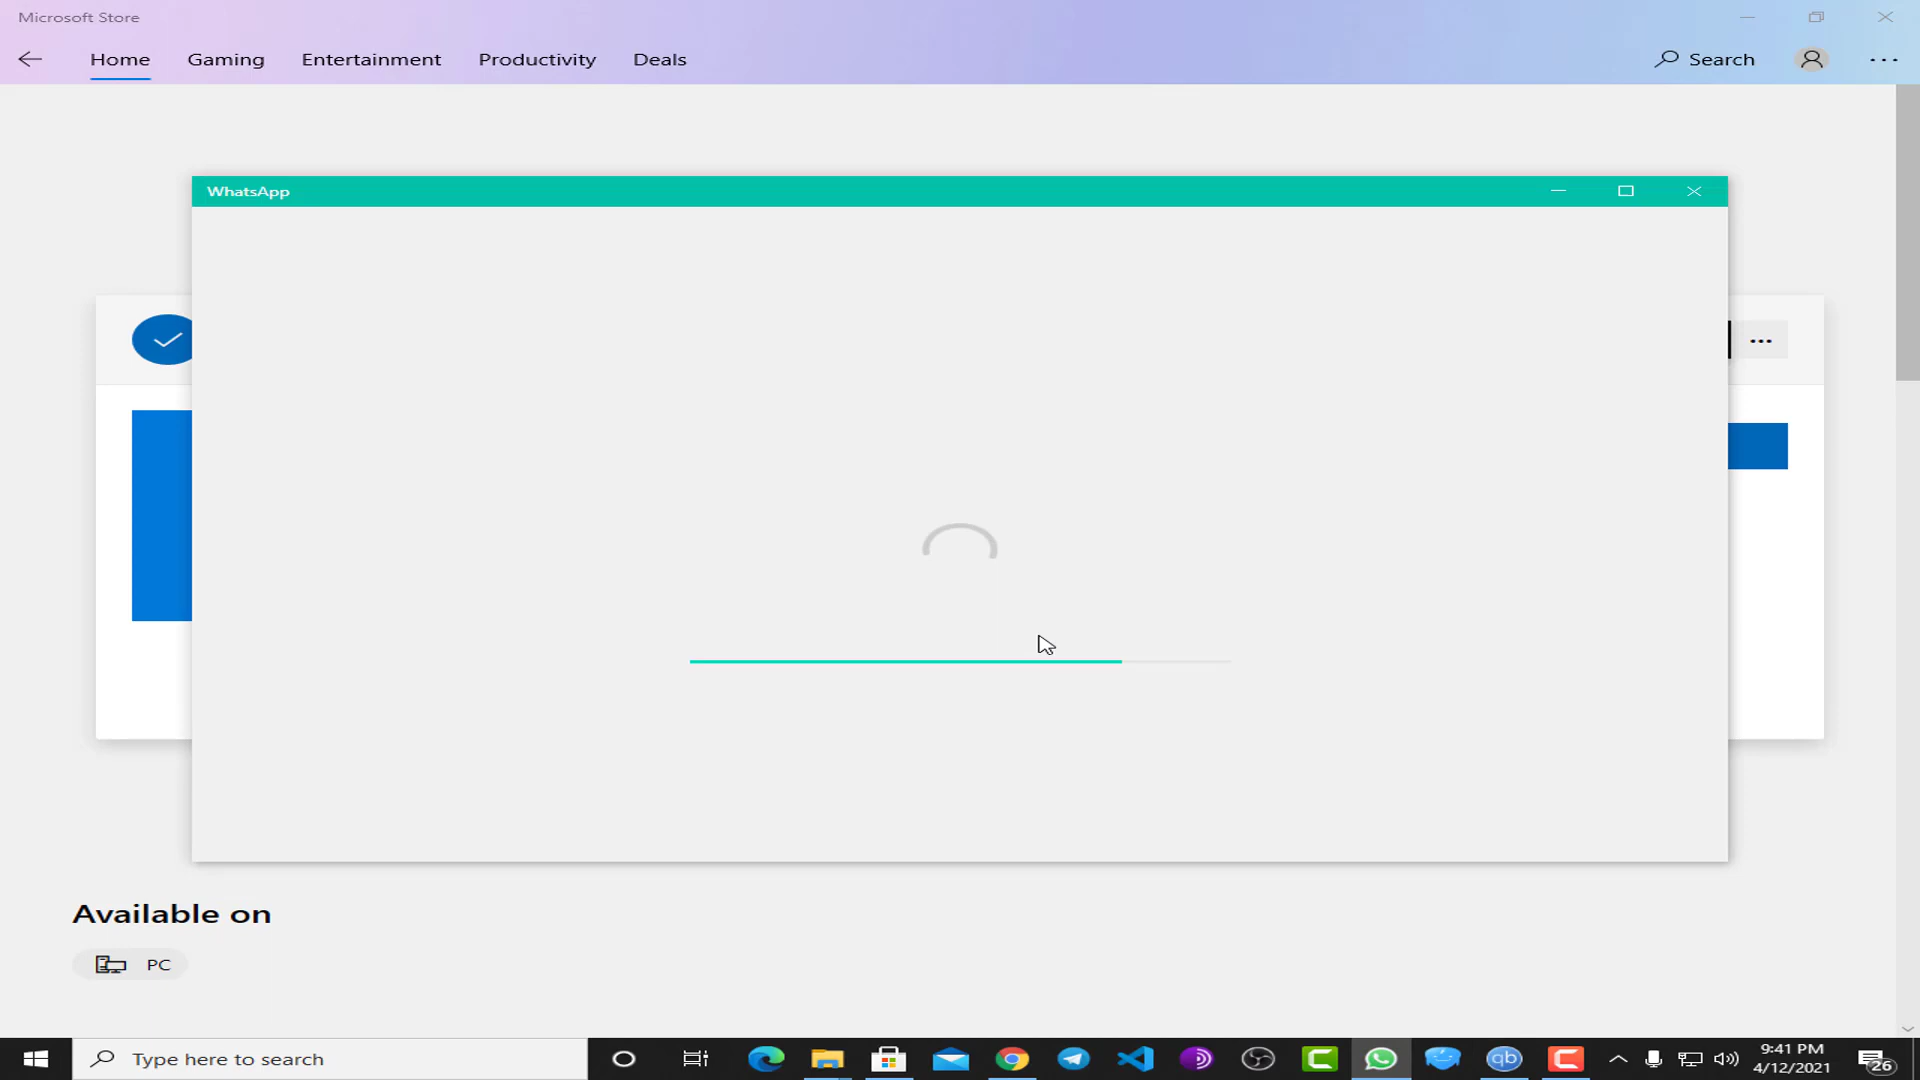 Microsoft Store
Home Gaming Entertainment Productivity Deals Search
WhatsApp
Available on
PC
Type here to search
qb
9:41 PM
4/12/2021
26